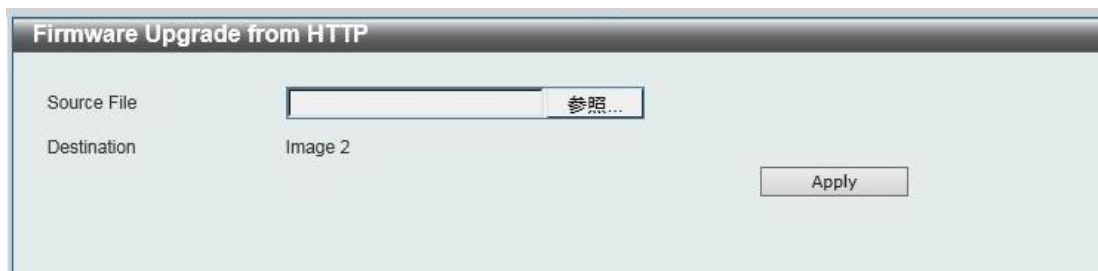 Firmware Upgrade from HTTP
Source File 参照...
Destination Image 2
Apply